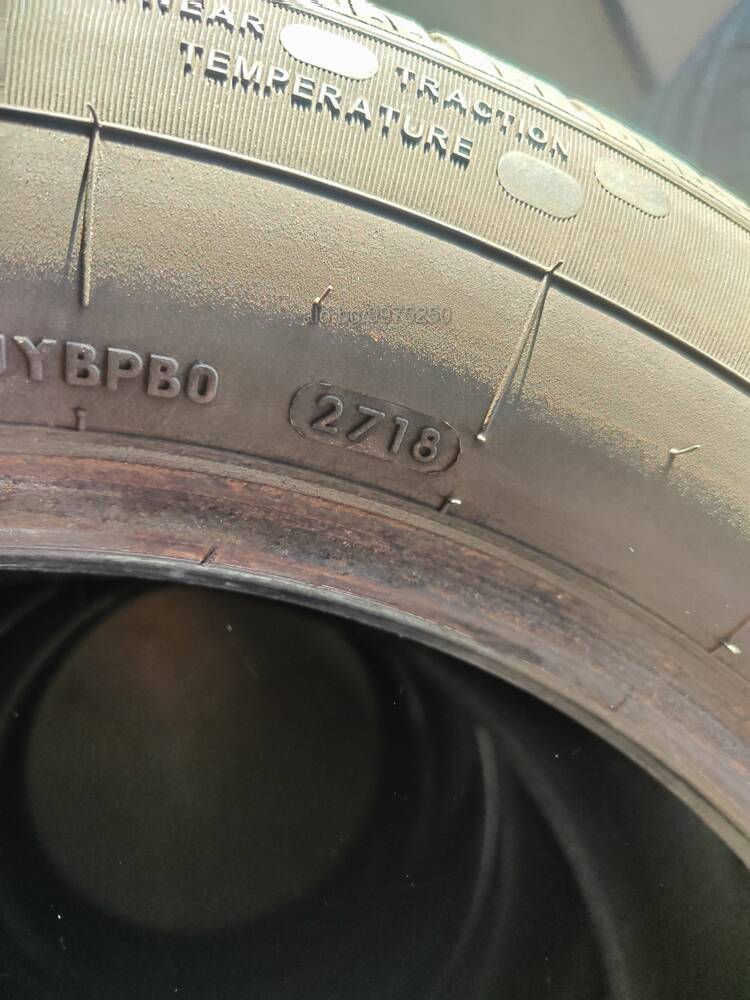 TRACTION
TEMPERATURE
YBPB0
2718